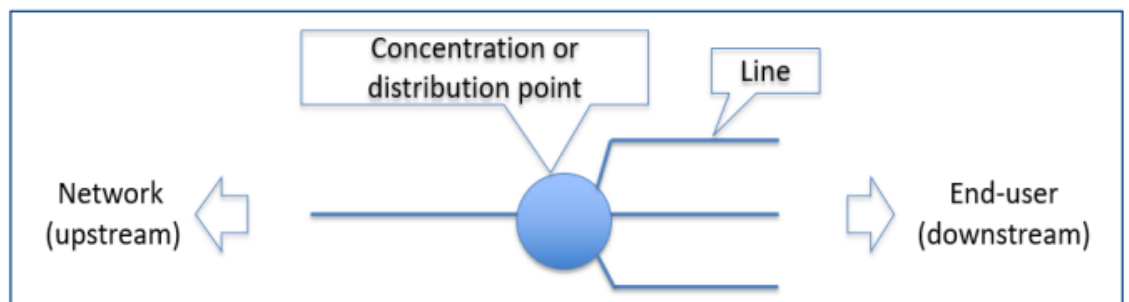 Concentration or
distribution point
Line
Network
(upstream)
End-user
(downstream)